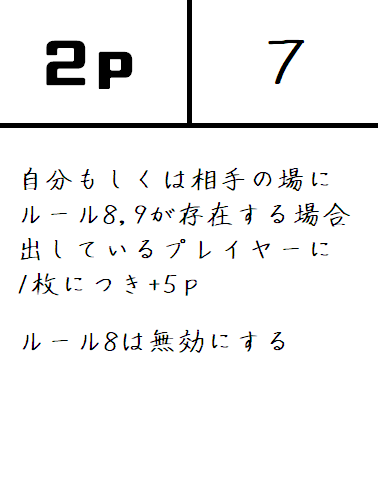 2p
7
自分もしくは相手の場に
ルール8,9が存在する場合
出しているプレイヤーに
1枚につき+5p
ルール8は無効にする